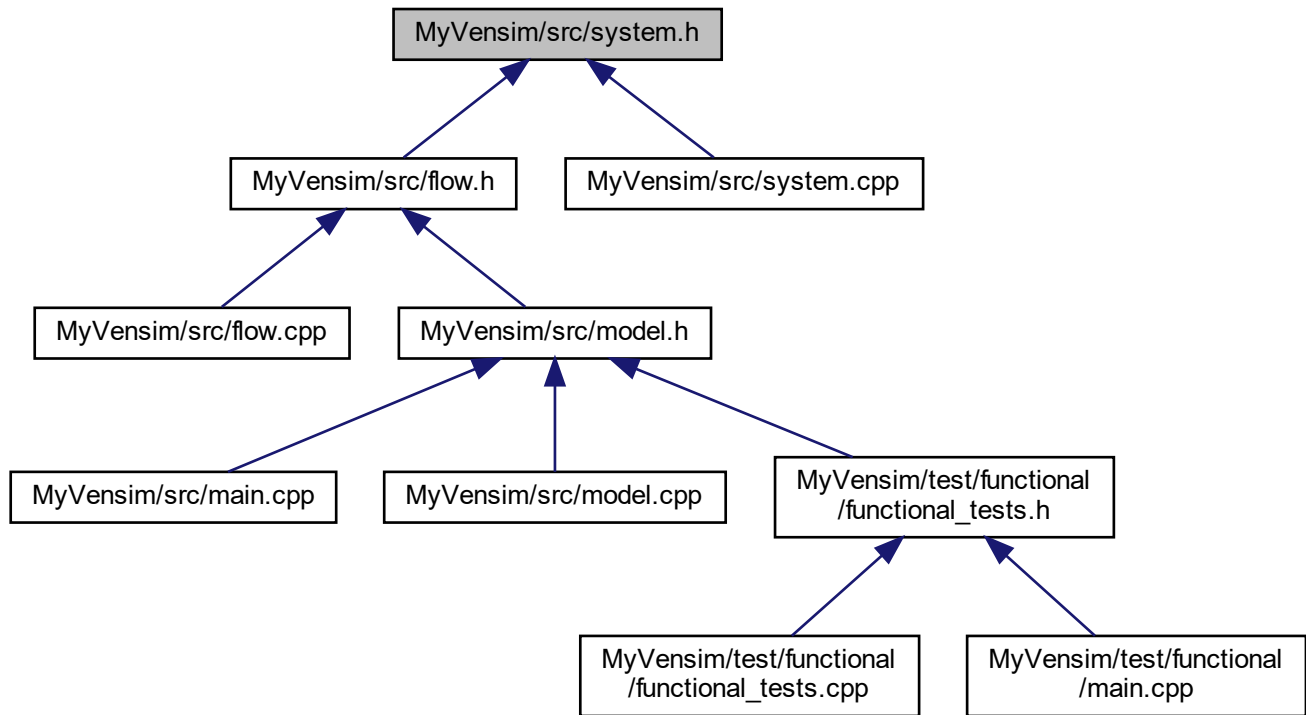 MyVensim/src/system.h
MyVensim/src/flow.h
MyVensim/src/system.cpp
MyVensim/src/flow.cpp
MyVensim/src/model.h
MyVensim/src/main.cpp
MyVensim/src/model.cpp
MyVensim/test/functional
/functional_tests.h
MyVensim/test/functional
/functional_tests.cpp
MyVensim/test/functional
/main.cpp